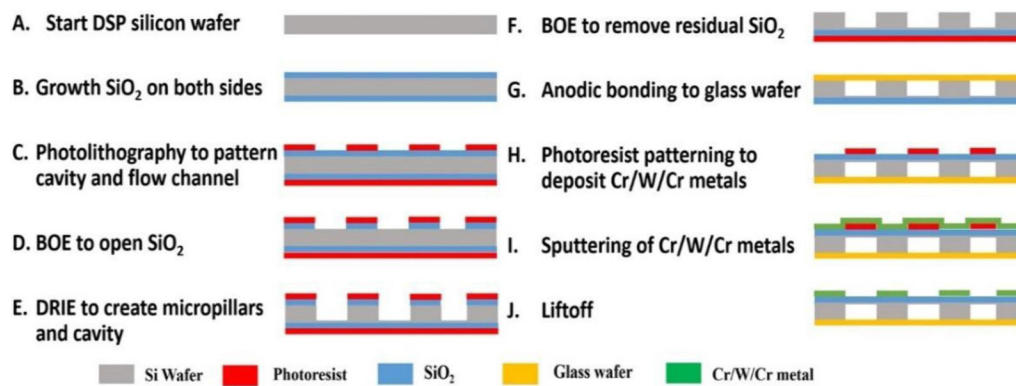 A. Start DSP silicon wafer
B. Growth SiO₂ on both sides
C. Photolithography to pattern
cavity and flow channel
D. BOE to open SiO₂
E. DRIE to create micropillars
and cavity
F. BOE to remove residual SiO₂
G. Anodic bonding to glass wafer
H. Photoresist patterning to
deposit Cr/W/Cr metals
I. Sputtering of Cr/W/Cr metals
J. Liftoff
Si Wafer Photoresist SiO₂ Glass wafer Cr/W/Cr metal